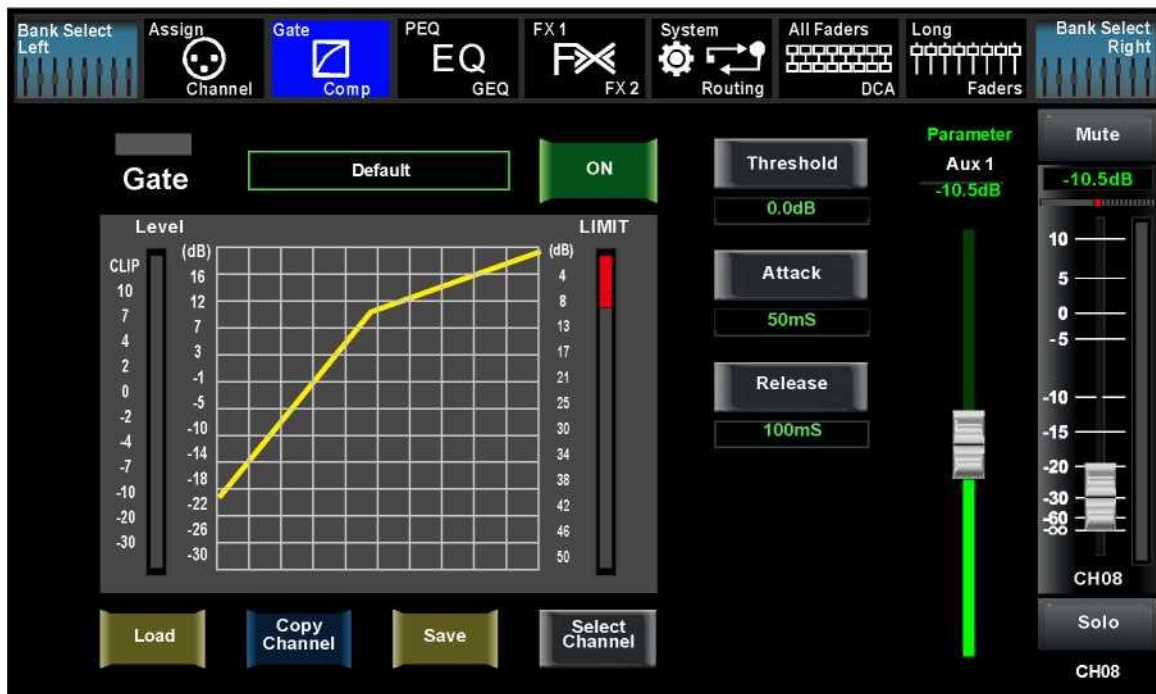 Bank Select
Left
Assign
Channel
Gate
Comp
PEQ
EQ
GEQ
FX 1
FX
FX 2
System
Routing
All Faders
DCA
Long
Faders
Bank Select
Right
Gate
Default
ON
Threshold
0.0dB
Attack
50mS
Release
100mS
Parameter
Aux 1
-10.5dB
Mute
-10.5dB
Level
LIMIT
CLIP
10
7
4
2
0
-2
-4
-7
-10
-20
-30
(dB)
16
12
7
3
-1
-5
-10
-14
-18
-22
-26
-30
(dB)
4
8
13
17
21
25
30
34
38
42
46
50
10
5
0
-5
-10
-15
-20
-30
-60
-∞
CH08
Load
Copy
Channel
Save
Select
Channel
Solo
CH08